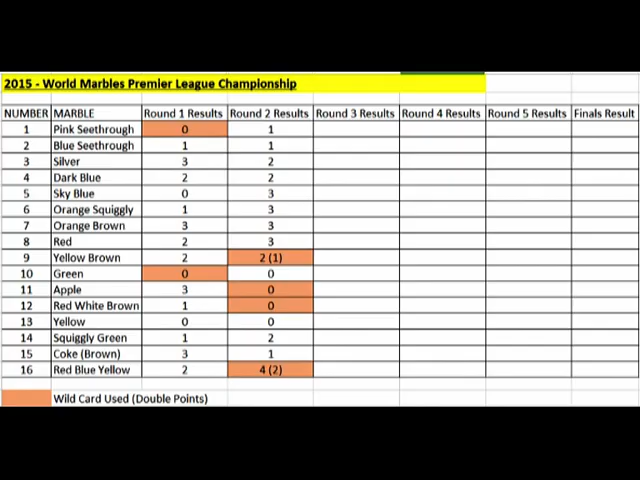 2015 - World Marbles Premier League Championship
NUMBER MARBLE Round 1 Results Round 2 Results Round 3 Results Round 4 Results Round 5 Results Finals Result
1 Pink Seethrough 0 1
2 Blue Seethrough 1 1
3 Silver 3 2
4 Dark Blue 2 2
5 Sky Blue 0 3
6 Orange Squiggly 1 3
7 Orange Brown 3 3
8 Red 2 3
9 Yellow Brown 2 2 (1)
10 Green 0 0
11 Apple 3 0
12 Red White Brown 1 0
13 Yellow 0 0
14 Squiggly Green 1 2
15 Coke (Brown) 3 1
16 Red Blue Yellow 2 4 (2)
Wild Card Used (Double Points)